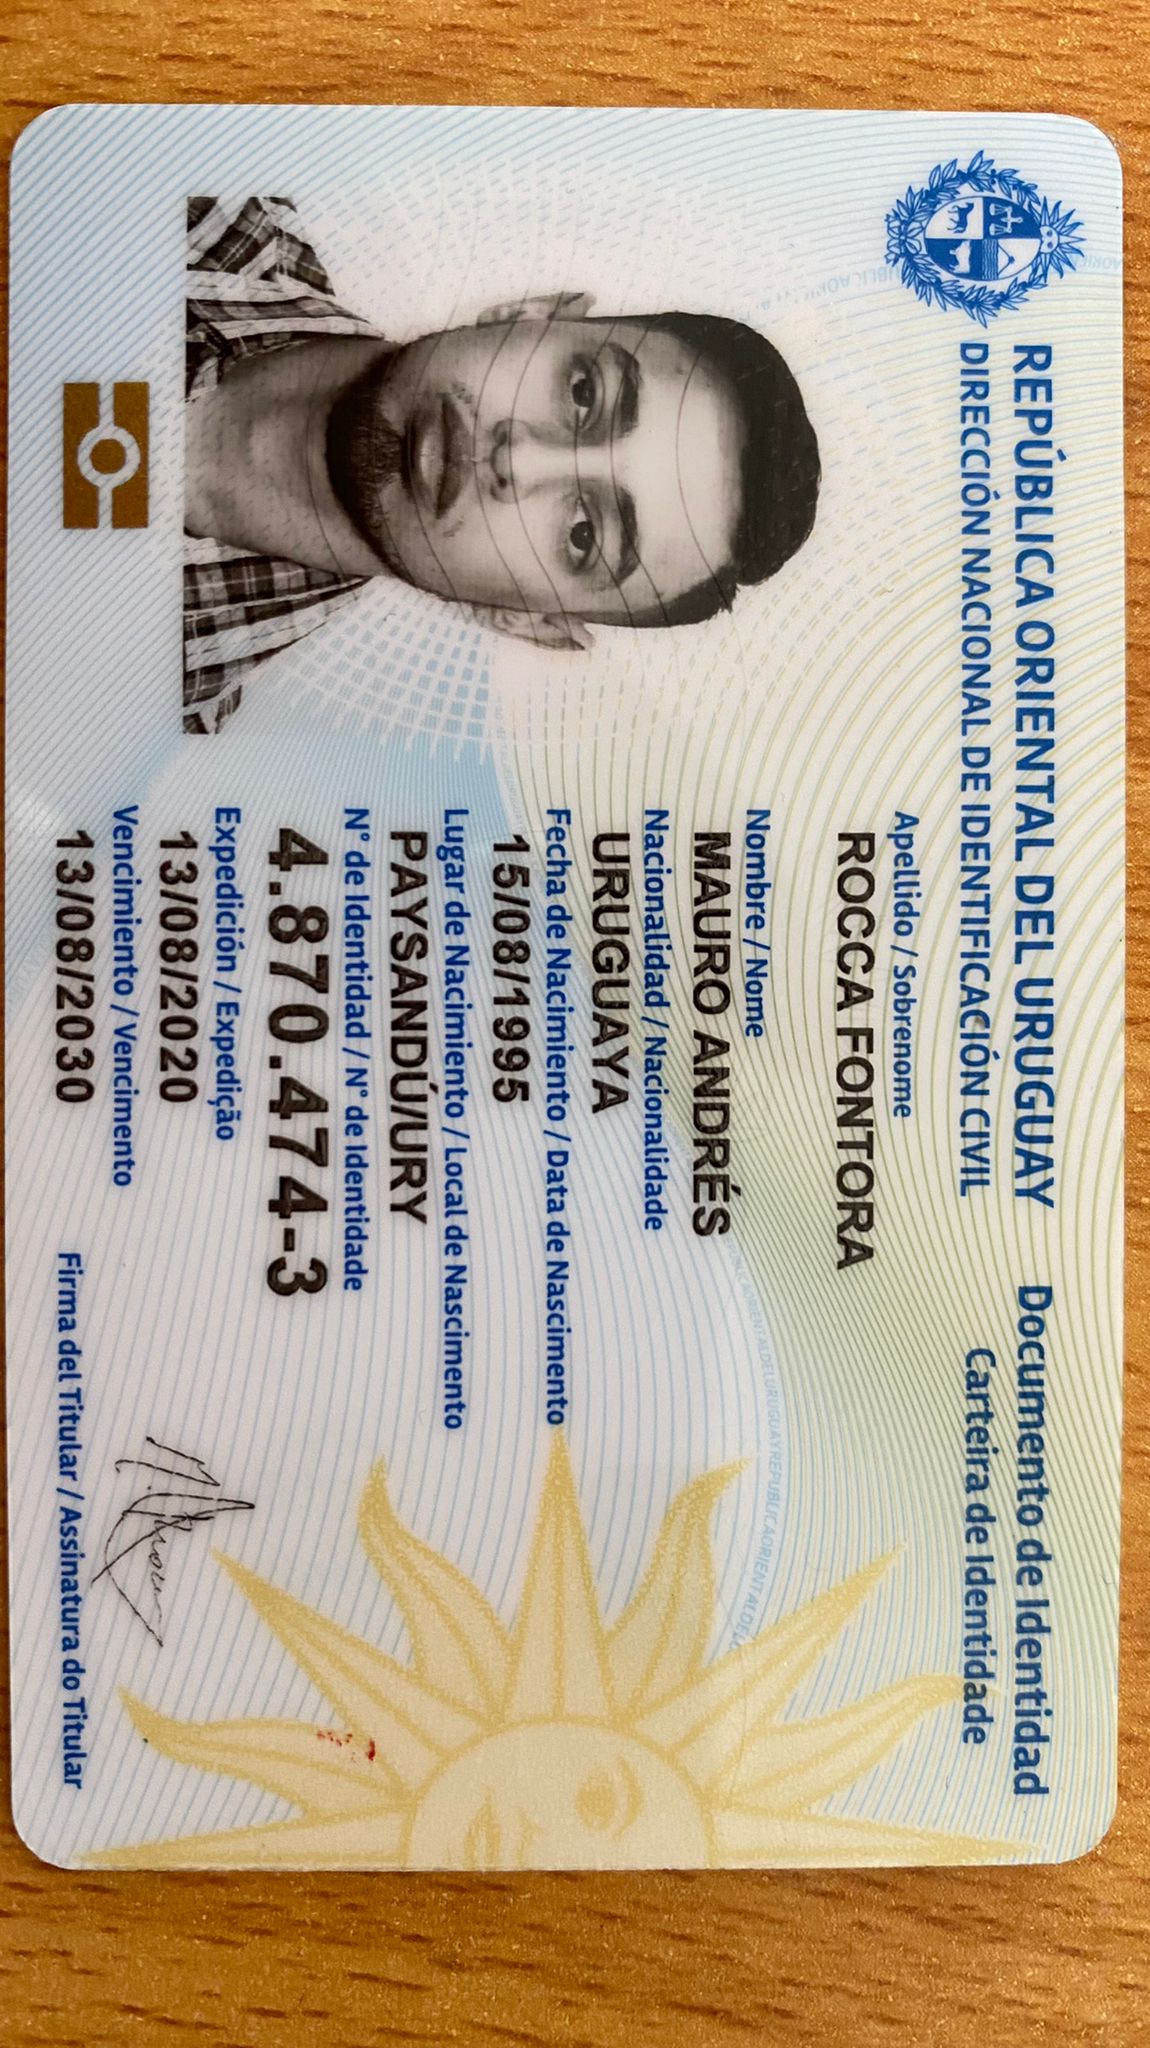 REPÚBLICA ORIENTAL DEL URUGUAY
Documento de Identidad
DIRECCIÓN NACIONAL DE IDENTIFICACIÓN CIVIL
Carteira de Identidade
Apellido / Sobrenome
ROCCA FONTORA
Nombre / Nome
MAURO ANDRÉS
Nacionalidad / Nacionalidade
URUGUAYA
Fecha de Nacimiento / Data de Nascimento
15/08/1995
Lugar de Nacimiento / Local de Nascimento
PAYSANDÚ/URY
N° de Identidad / N° de Identidade
4.870.474-3
Expedición / Expedição
13/08/2020
Vencimiento / Vencimento
13/08/2030
Firma del Titular / Assinatura do Titular